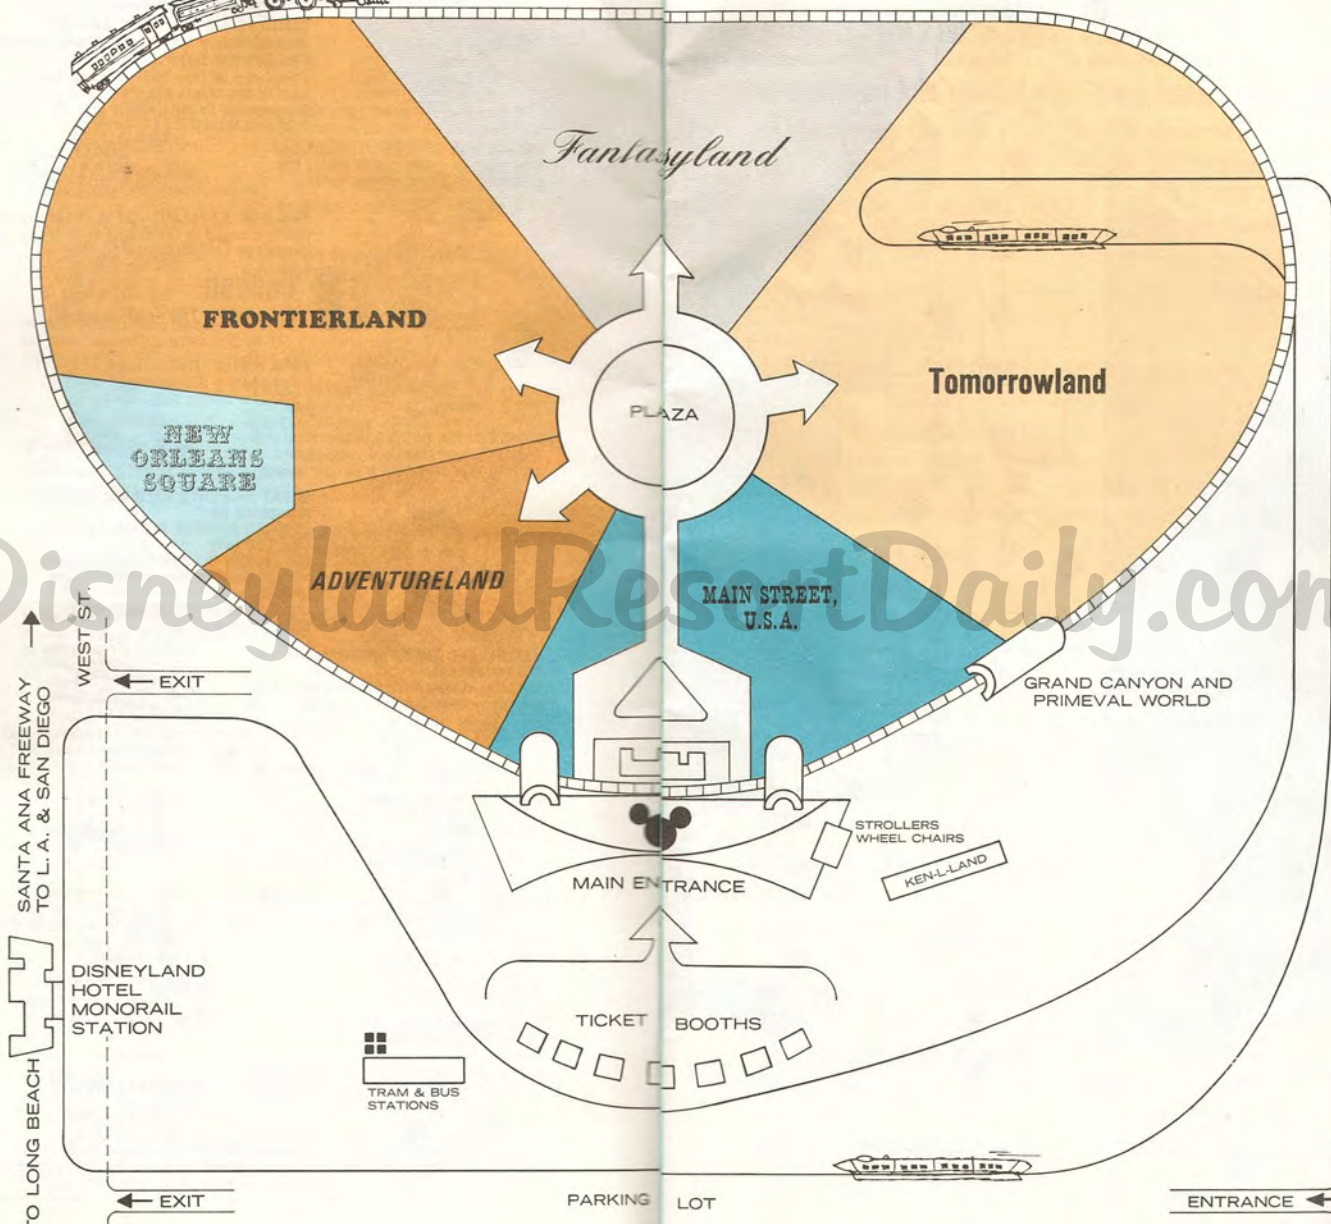 Fantasyland
FRONTIERLAND
Tomorrowland
PLAZA
NEW
ORLEANS
SQUARE
ADVENTURELAND
MAIN STREET,
U.S.A.
DisneylandResortDaily.com
WEST ST.
EXIT
GRAND CANYON AND
PRIMEVAL WORLD
SANTA ANA FREEWAY
TO L.A. & SAN DIEGO
STROLLERS
WHEEL CHAIRS
KEN-L-LAND
MAIN ENTRANCE
DISNEYLAND
HOTEL
MONORAIL
STATION
TICKET BOOTHS
TRAM & BUS
STATIONS
TO LONG BEACH
EXIT
PARKING LOT
ENTRANCE